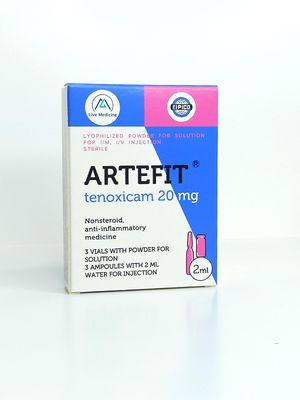 Live Medicine
EIPICO
LYOPHILIZED POWDER FOR SOLUTION
FOR I/M, I/V INJECTION
STERILE
ARTEFIT ®
tenoxicam 20 mg
Nonsteroid,
anti-inflammatory
medicine
3 VIALS WITH POWDER FOR
SOLUTION
3 AMPOULES WITH 2 ML
WATER FOR INJECTION
2ml